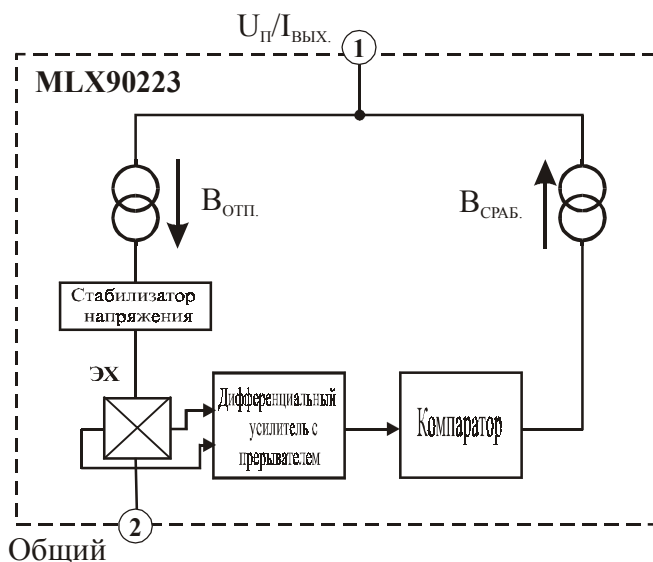 UП/IВЫХ.
1
MLX90223
BОТП.
BСРАБ.
Стабилизатор
напряжения
ЭХ
Дифференциальный
усилитель с
прерывателем
Компаратор
2
Общий